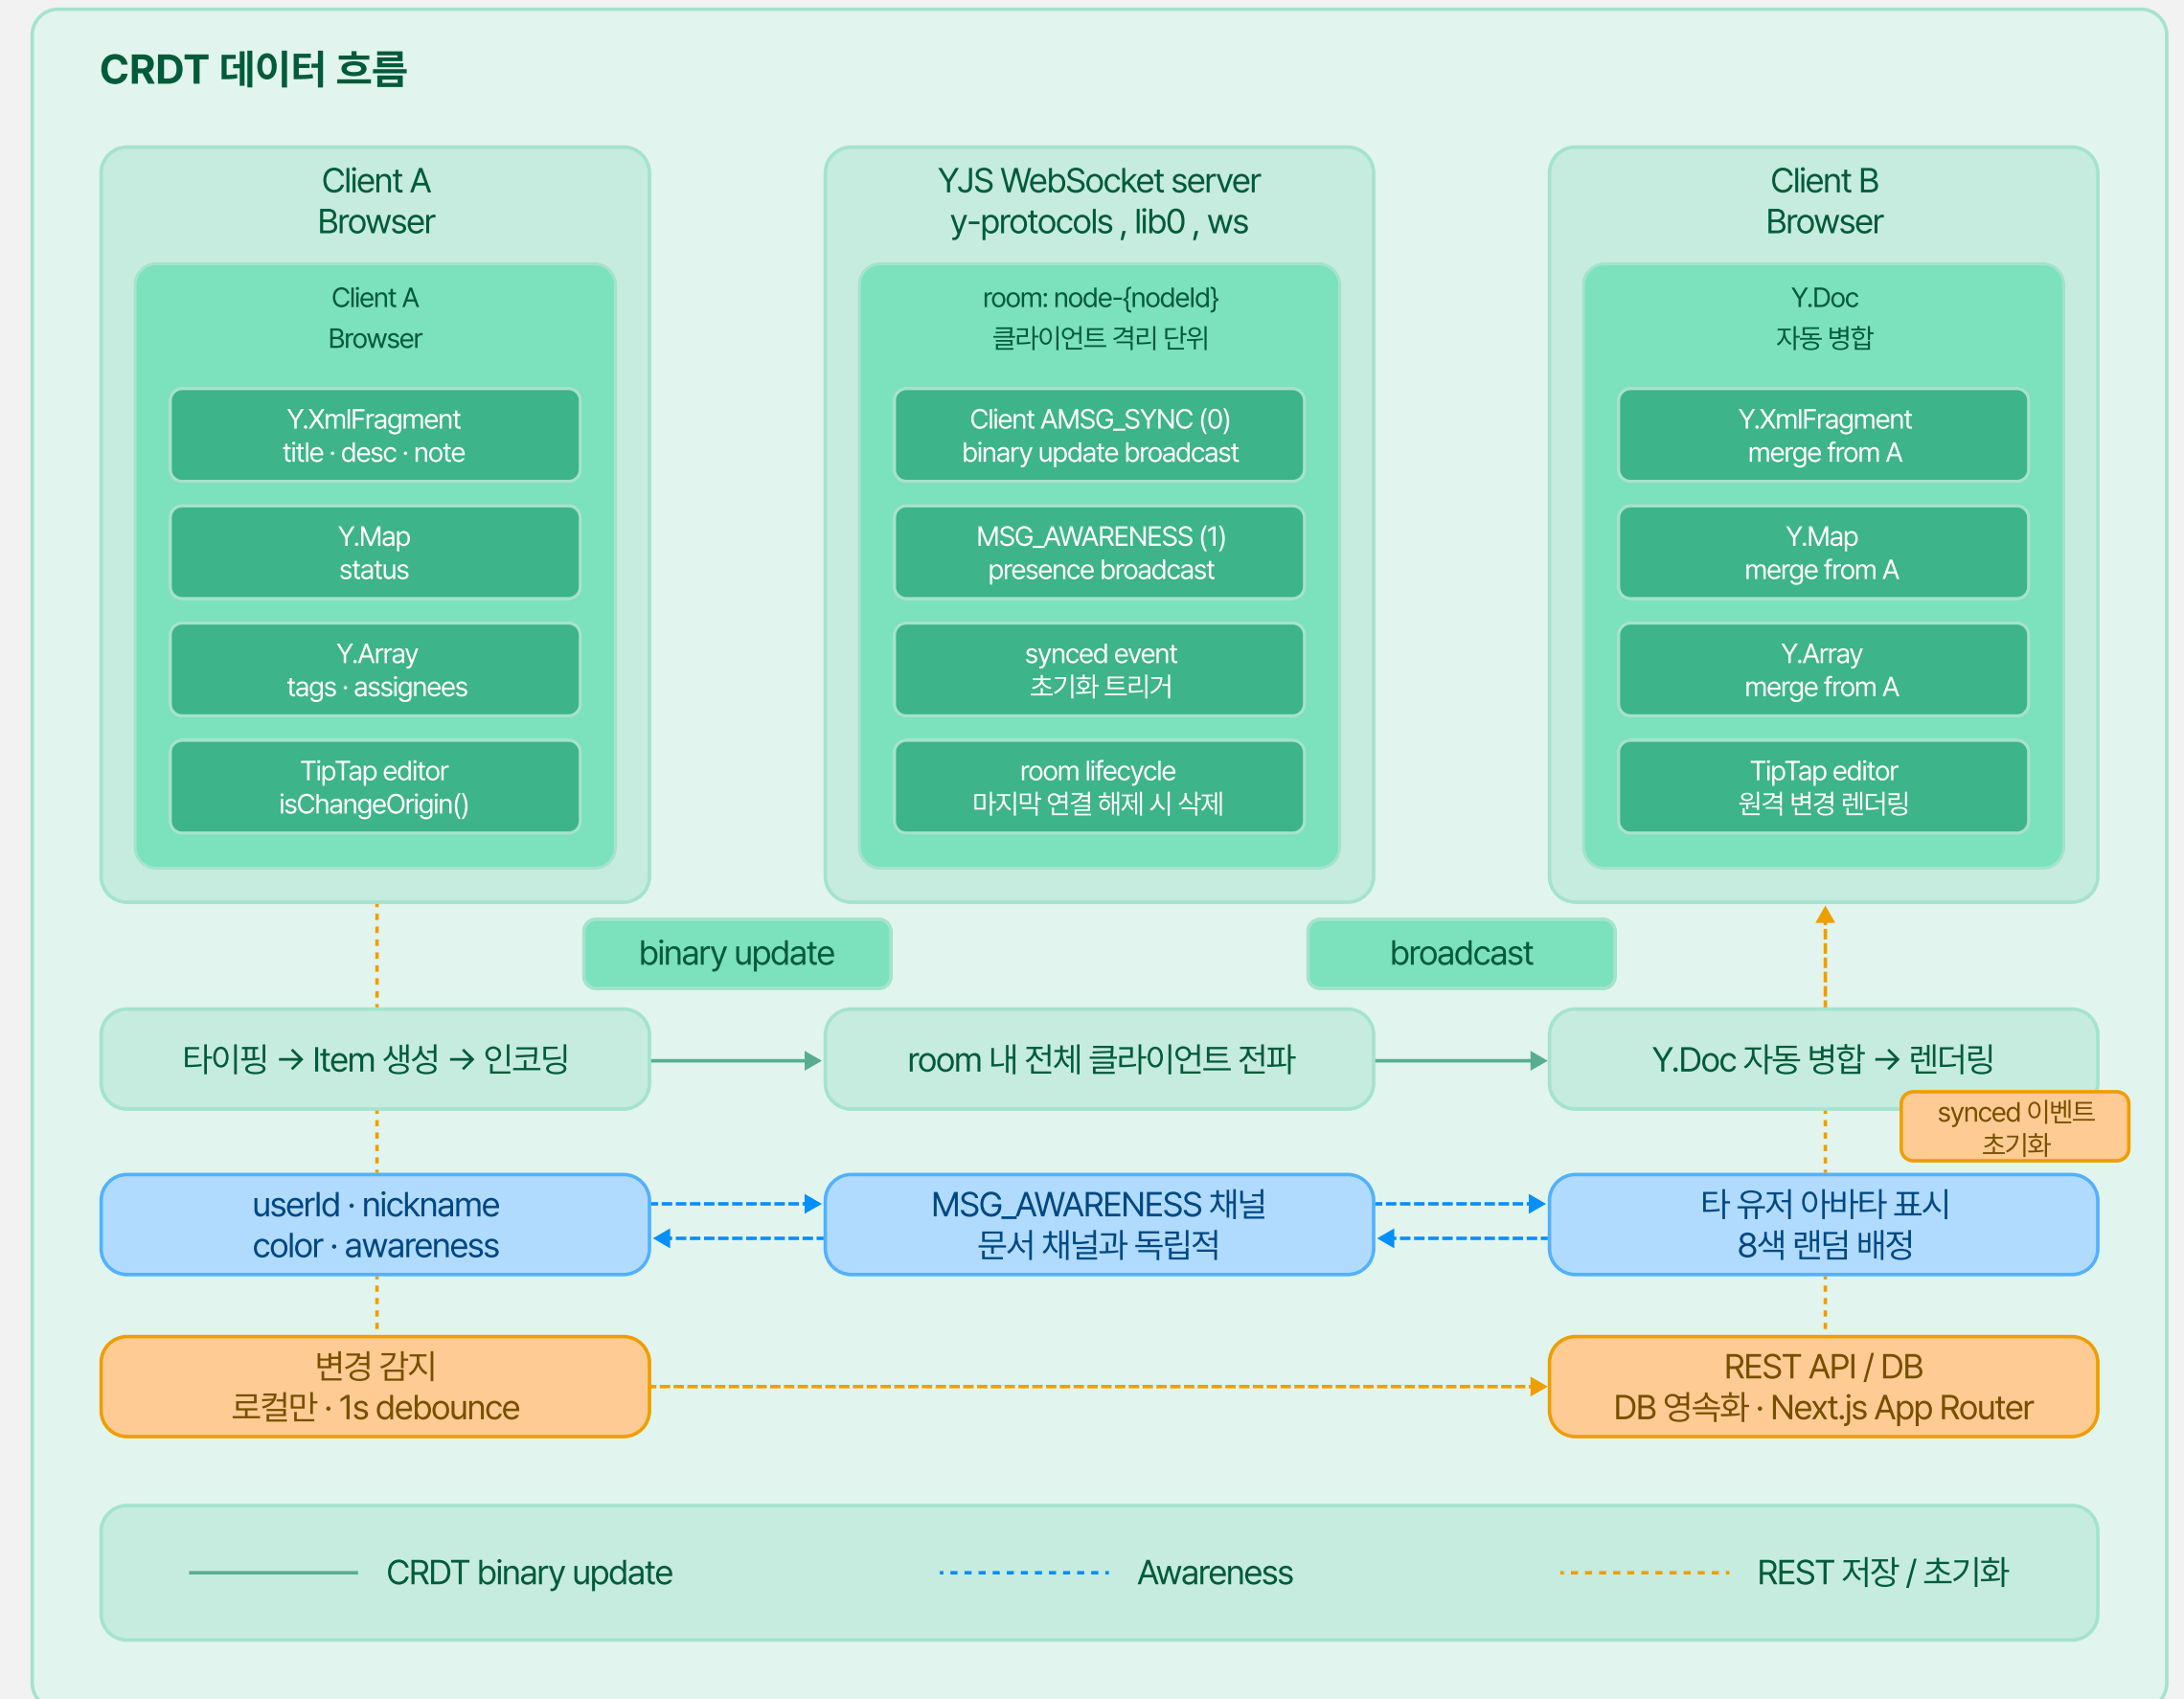 CRDT 데이터 흐름
Client A
Browser
Client A
Browser
Y.XmlFragment
title · desc · note
Y.Map
status
Y.Array
tags · assignees
TipTap editor
isChangeOrigin()
YJS WebSocket server
y-protocols , lib0 , ws
room: node-{nodeId}
클라이언트 격리 단위
Client AMSG_SYNC (0)
binary update broadcast
MSG_AWARENESS (1)
presence broadcast
synced event
초기화 트리거
room lifecycle
마지막 연결 해제 시 삭제
Client B
Browser
Y.Doc
자동 병합
Y.XmlFragment
merge from A
Y.Map
merge from A
Y.Array
merge from A
TipTap editor
원격 변경 렌더링
binary update
broadcast
타이핑 → Item 생성 → 인코딩
room 내 전체 클라이언트 전파
Y.Doc 자동 병합 → 렌더링
synced 이벤트
초기화
userId · nickname
color · awareness
MSG_AWARENESS 채널
문서 채널과 독립적
타 유저 아바타 표시
8색 랜덤 배정
변경 감지
로컬만 · 1s debounce
REST API / DB
DB 영속화 · Next.js App Router
CRDT binary update
Awareness
REST 저장 / 초기화